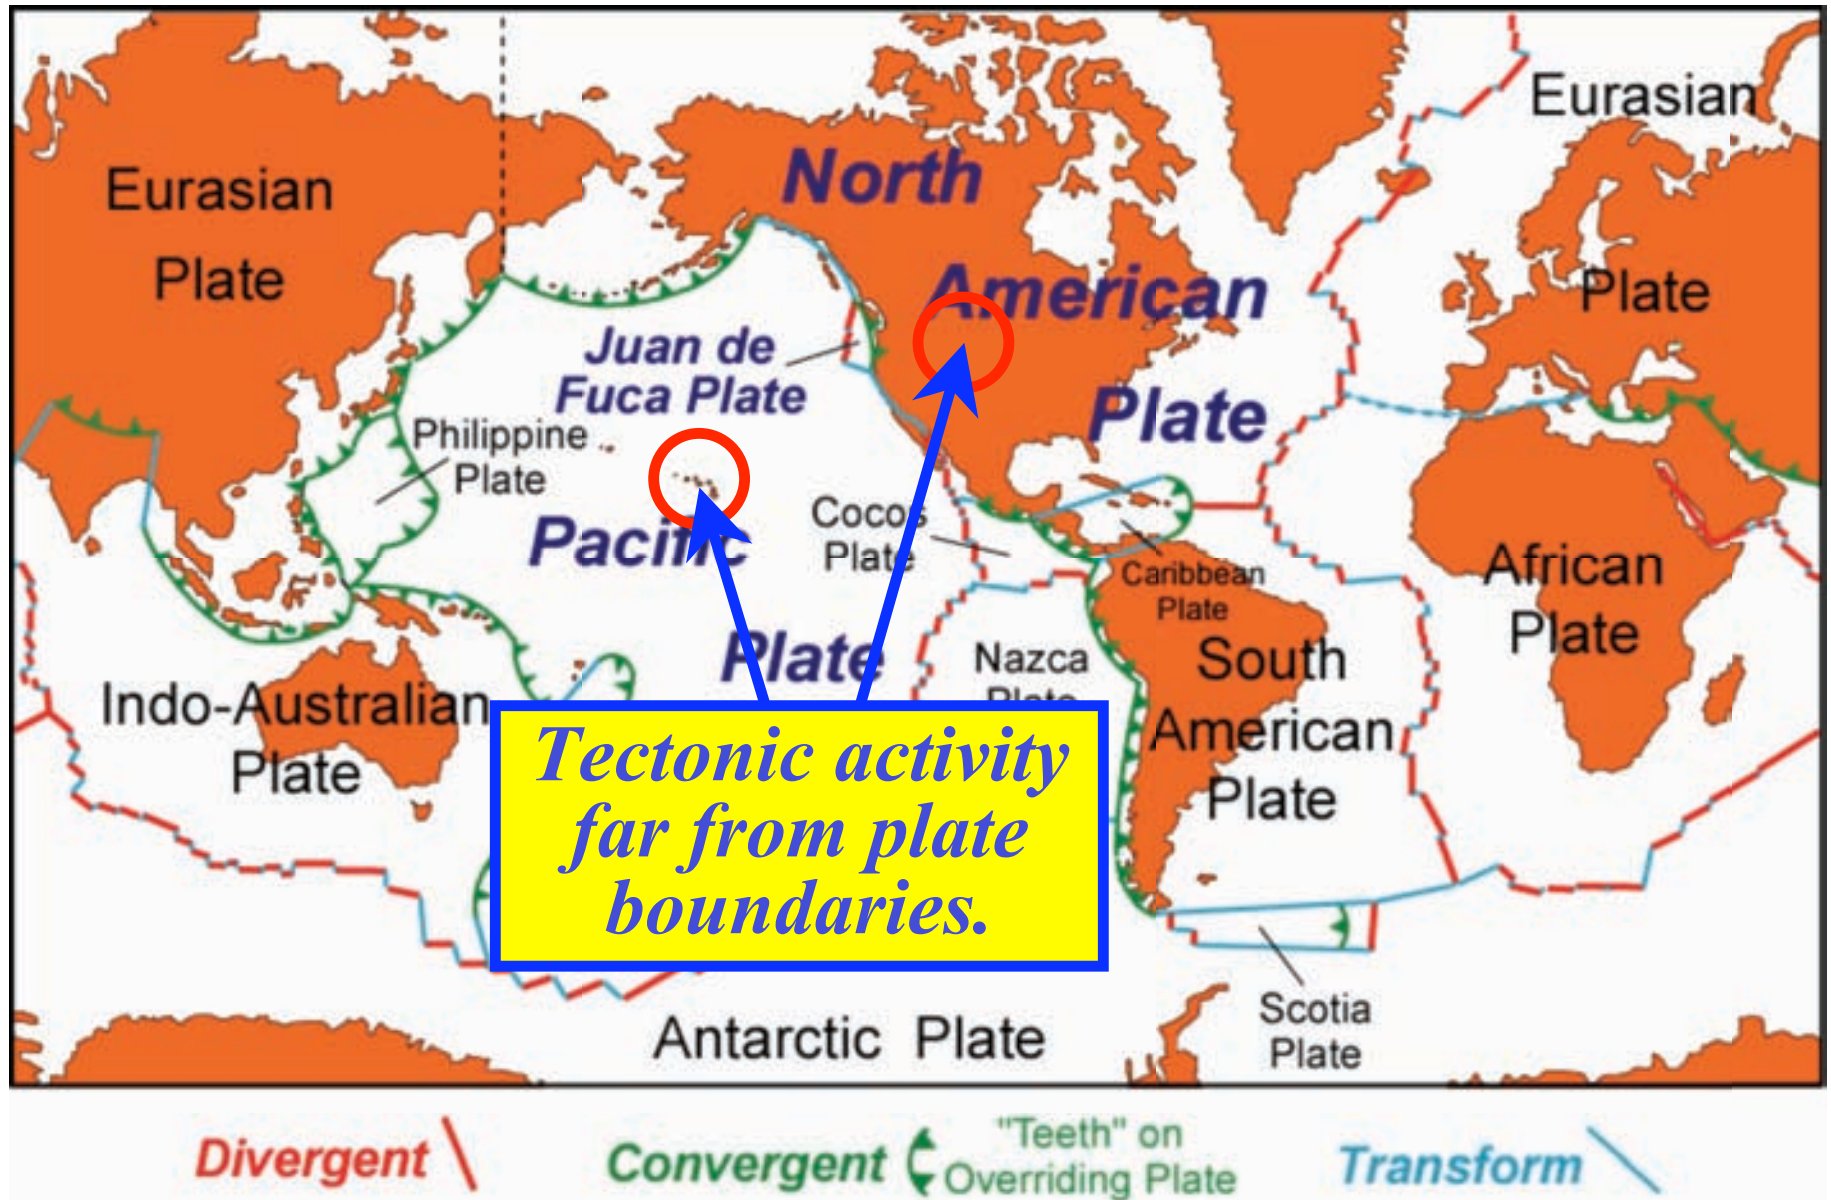 Eurasian
Plate
North
American
Plate
Eurasian
Plate
Juan de
Fuca Plate
Philippine
Plate
Pacific
Plate
Cocos
Plate
Caribbean
Plate
African
Plate
Nazca
Plate
South
American
Plate
Indo-Australian
Plate
Tectonic activity
far from plate
boundaries.
Scotia
Plate
Antarctic Plate
Divergent
Convergent
"Teeth" on
Overriding Plate
Transform